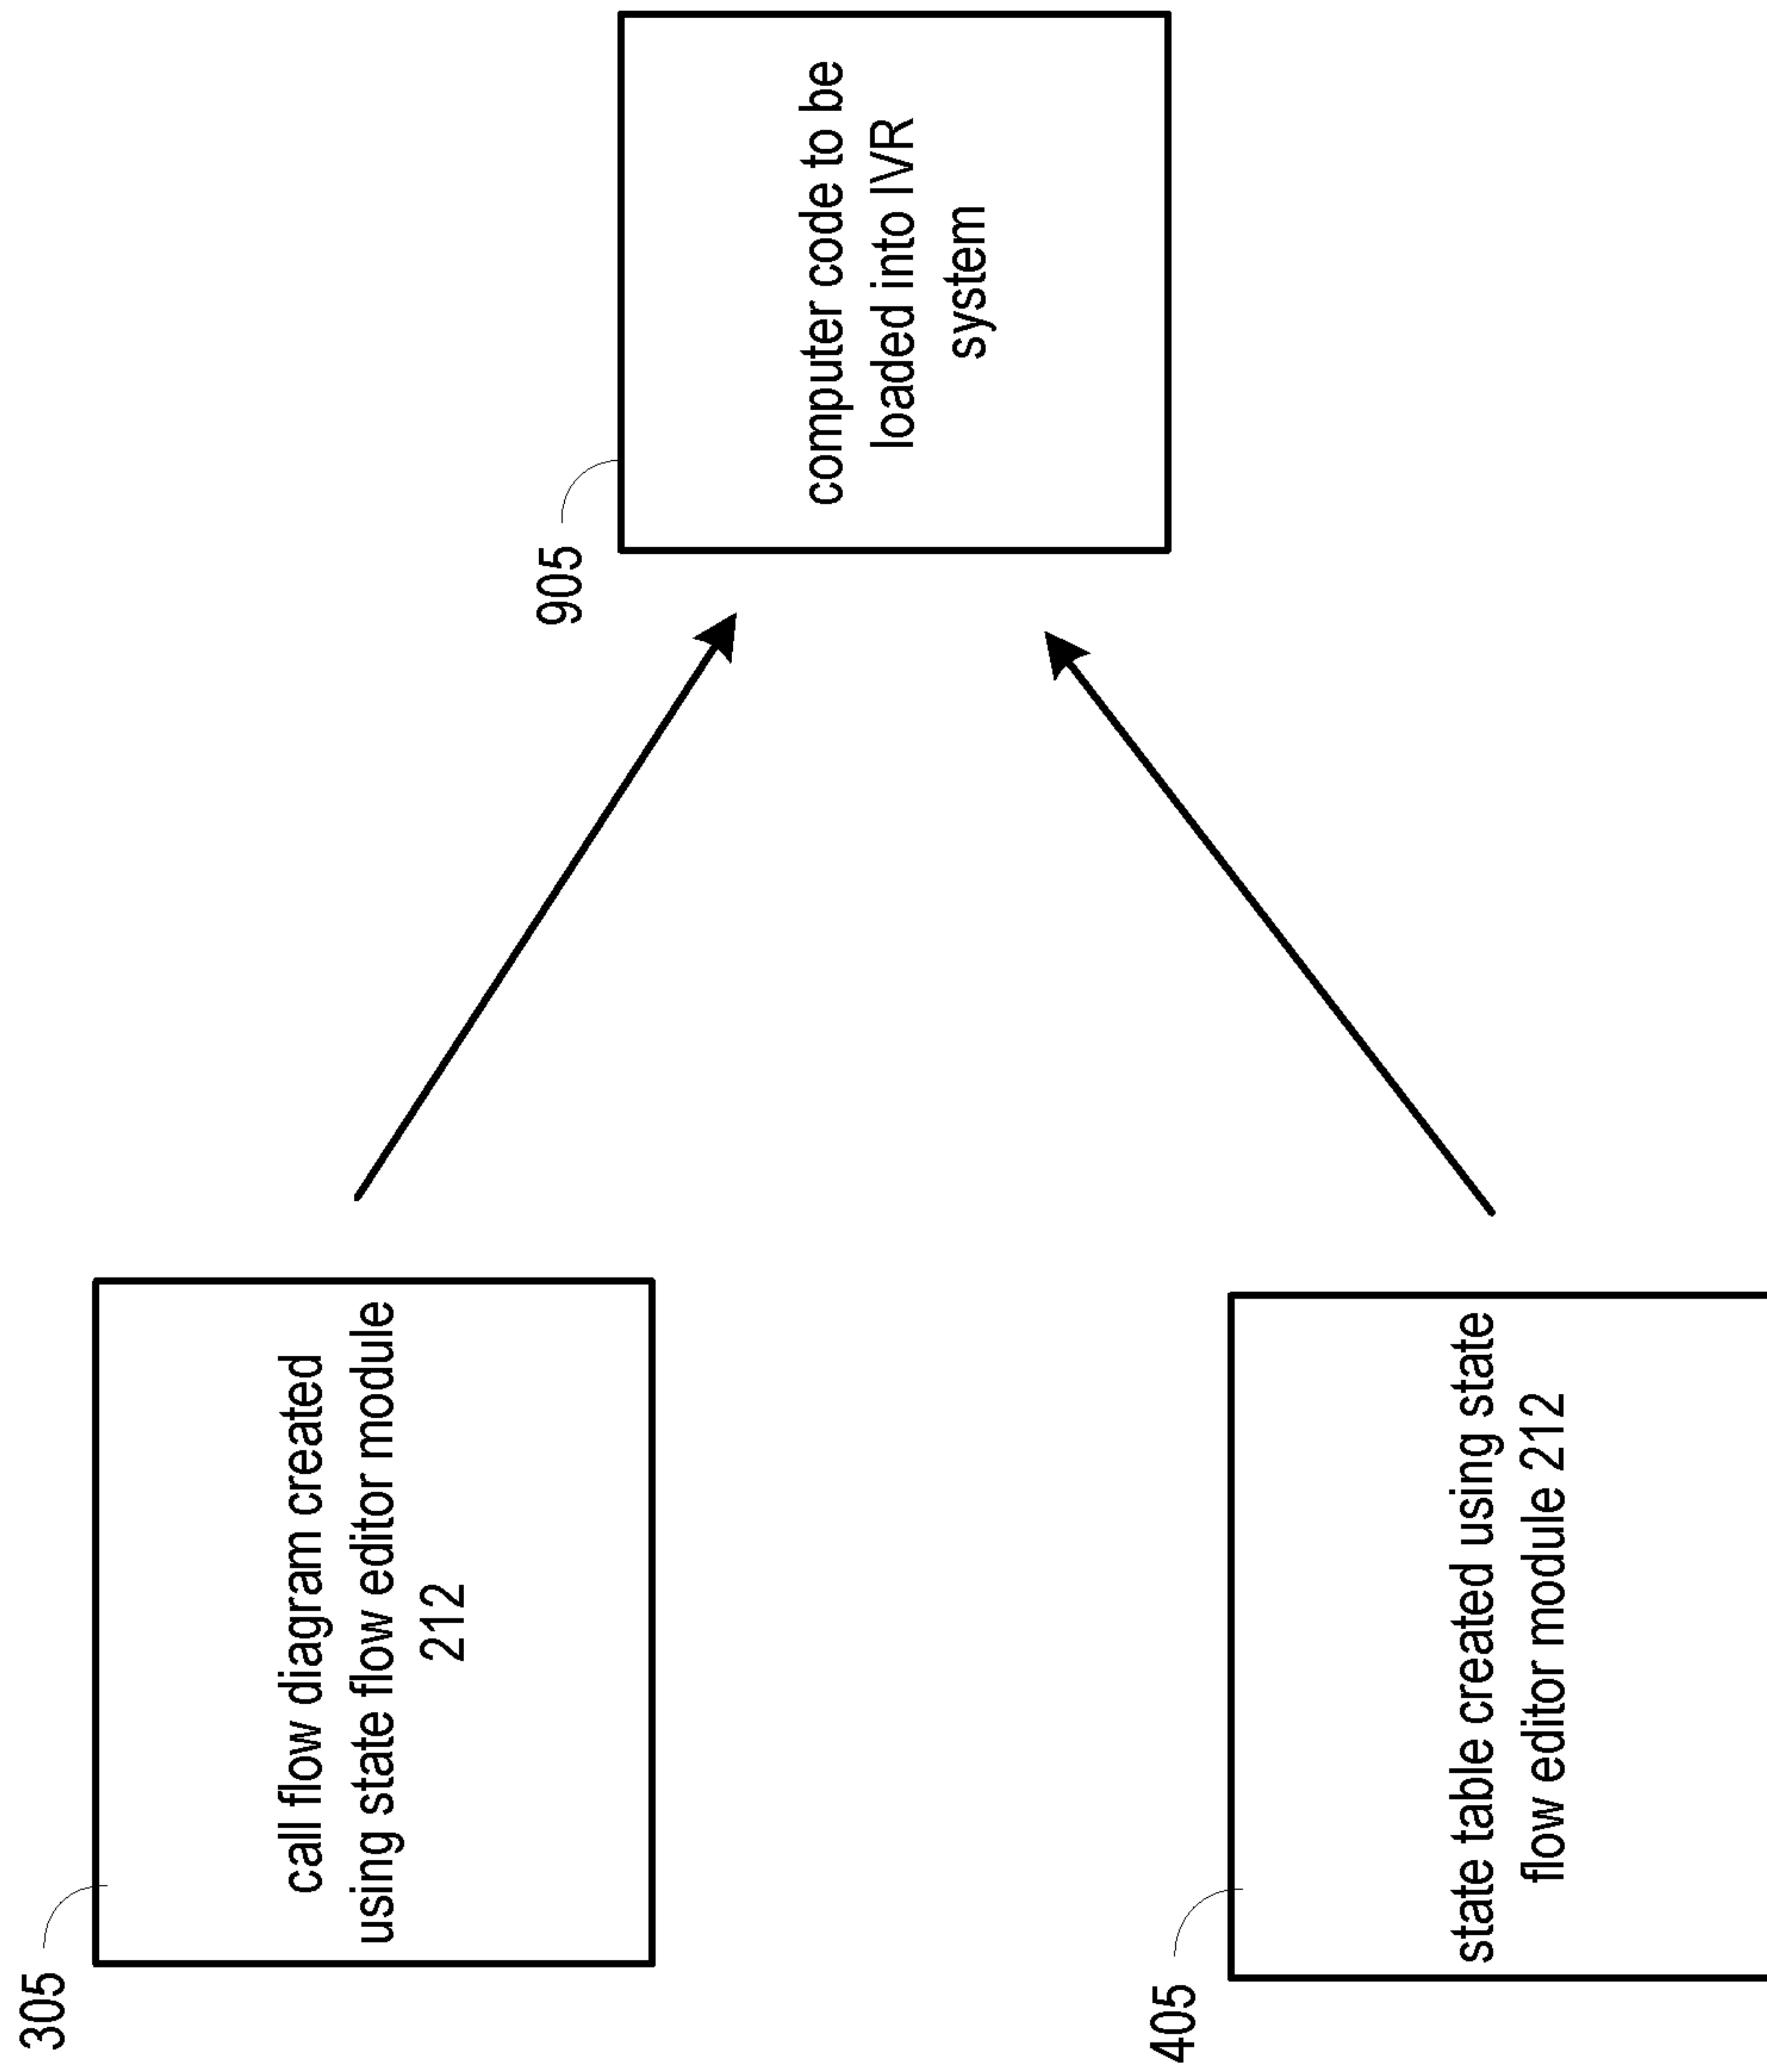 305
call flow diagram created
using state flow editor module
212
405
state table created using state
flow editor module 212
905
computer code to be
loaded into IVR
system